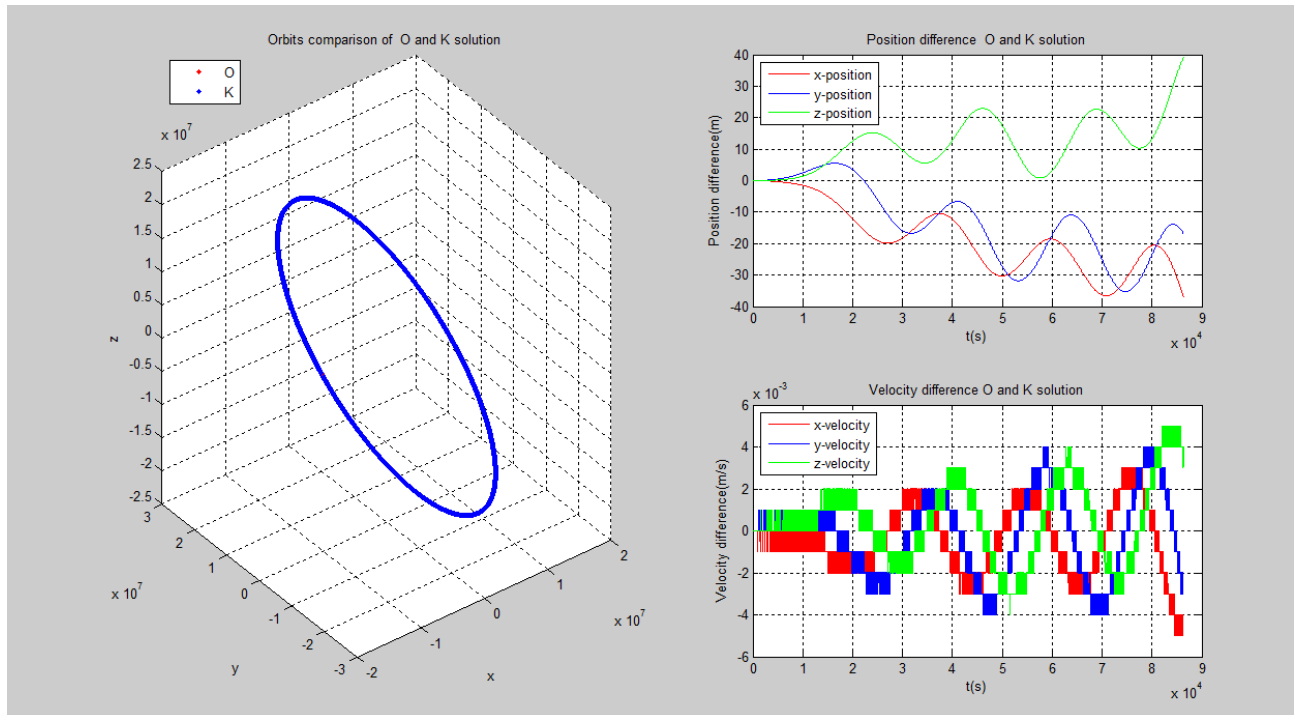 Orbits comparison of  O and K solution
O
K
x 10^7
2.5
2
1.5
1
0.5
0
-0.5
-1
-1.5
-2
-2.5
z
3
2
1
0
-1
-2
-3
x 10^7
y
-2
-1
0
1
2
x 10^7
x
Position difference  O and K solution
x-position
y-position
z-position
40
30
20
10
0
-10
-20
-30
-40
Position difference(m)
0 1 2 3 4 5 6 7 8 9
t(s)
x 10^4
Velocity difference O and K solution
x 10^-3
x-velocity
y-velocity
z-velocity
6
4
2
0
-2
-4
-6
Velocity difference(m/s)
0 1 2 3 4 5 6 7 8 9
t(s)
x 10^4